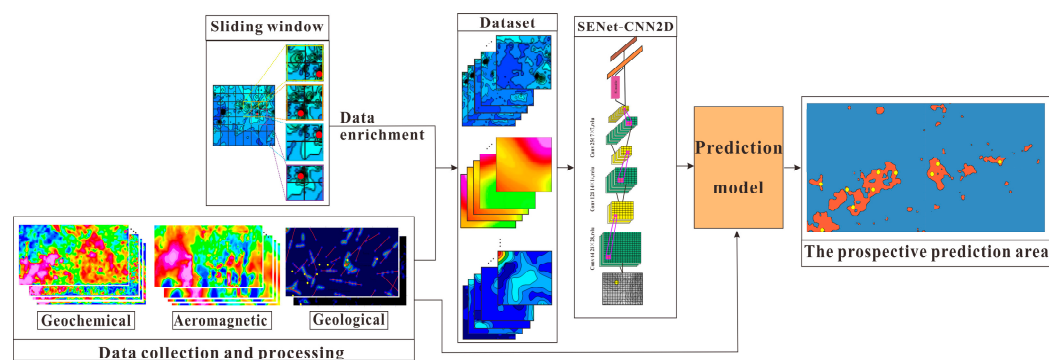 Sliding window
Data
enrichment
Dataset
SENet-CNN2D
Prediction
model
The prospective prediction area
Geochemical
Aeromagnetic
Geological
Data collection and processing